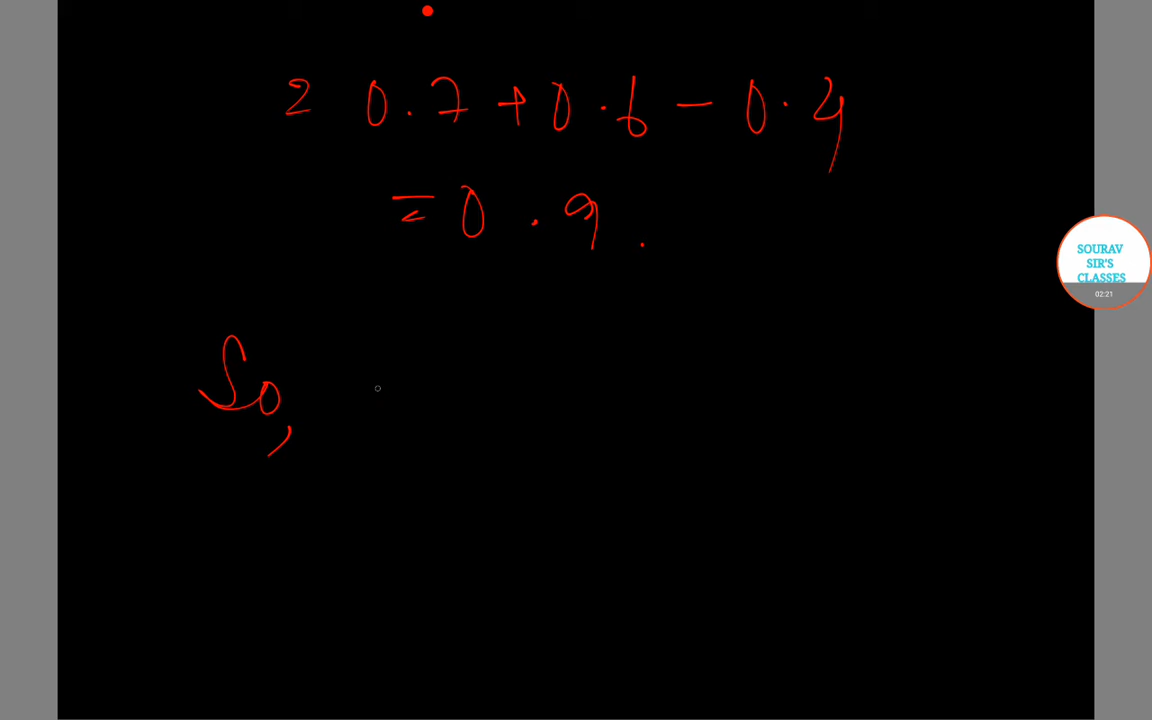 = 0.7 + 0.6 - 0.4
= 0.9.
So,
SOURAV
SIR'S
CLASSES
02:21